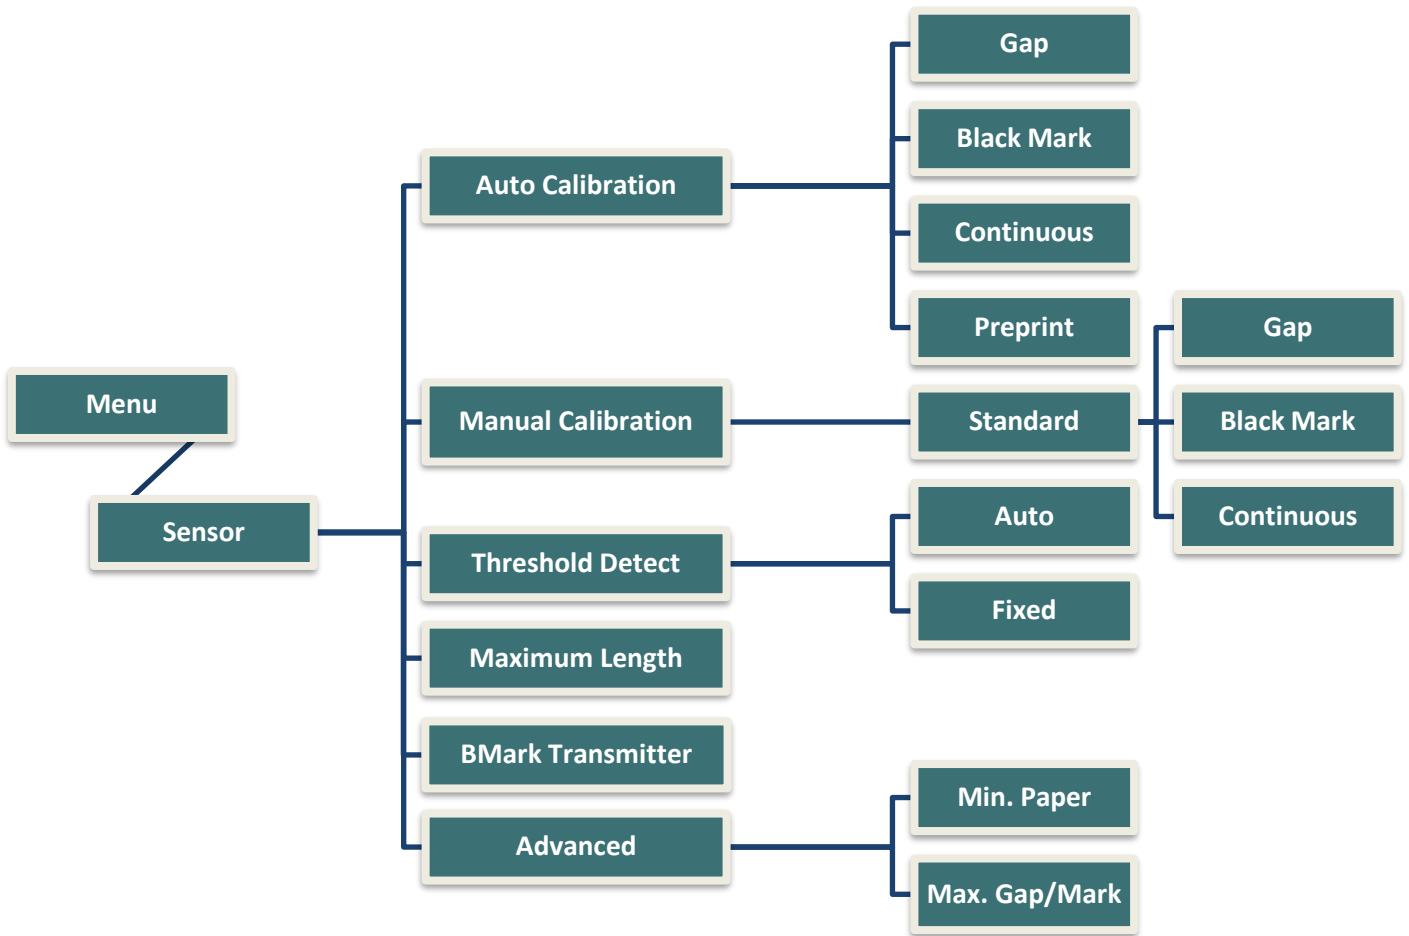 Menu
Sensor
Auto Calibration
Gap
Black Mark
Continuous
Preprint
Manual Calibration
Standard
Gap
Black Mark
Continuous
Threshold Detect
Auto
Fixed
Maximum Length
BMark Transmitter
Advanced
Min. Paper
Max. Gap/Mark